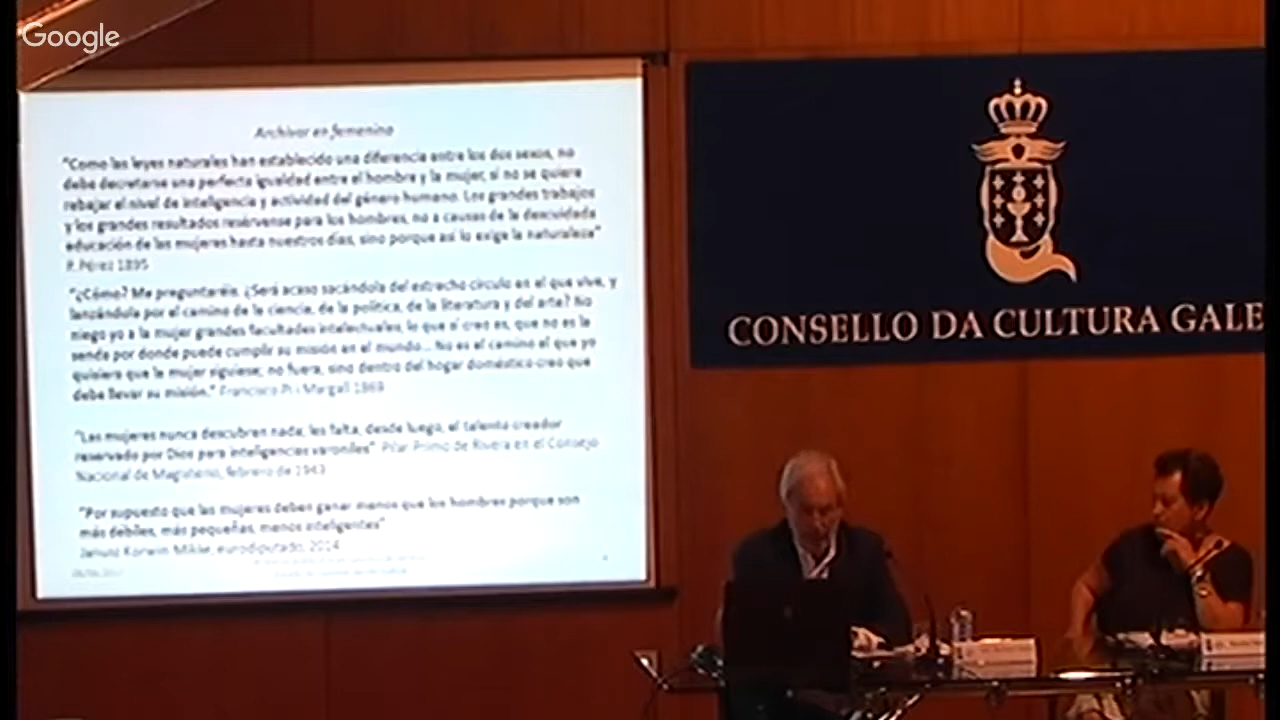 Google
Archivar en femenino
"Como las leyes naturales han establecido una diferencia entre los dos sexos, no
debe decretarse una perfecta igualdad entre el hombre y la mujer, si no se quiere
rebajar el nivel de inteligencia y actividad del género humano. Los grandes trabajos
y los grandes resultados resérvense para los hombres, no a causas de la descuidada
educación de las mujeres hasta nuestros días, sino porque así lo exige la naturaleza"
P. Pérez 1895
"¿Cómo? Me preguntaréis. ¿Será acaso sacándola del estrecho círculo en el que vive, y
lanzándola por el camino de la ciencia, de la política, de la literatura y del arte? No
niego yo a la mujer grandes facultades intelectuales, lo que sí creo es, que no es la
senda por donde puede cumplir su misión en el mundo... No es el camino el que yo
quisiera que la mujer siguiese; no fuera, sino dentro del hogar doméstico creo que
debe llevar su misión." Francisco Pi i Margall 1869
"Las mujeres nunca descubren nada; les falta, desde luego, el talento creador
reservado por Dios para inteligencias varoniles" Pilar Primo de Rivera en el Consejo
Nacional de Magisterio, febrero de 1943
"Por supuesto que las mujeres deben ganar menos que los hombres porque son
más débiles, más pequeñas, menos inteligentes"
Janusz Korwin Mikke, eurodiputado, 2014
CONSELLO DA CULTURA GALE